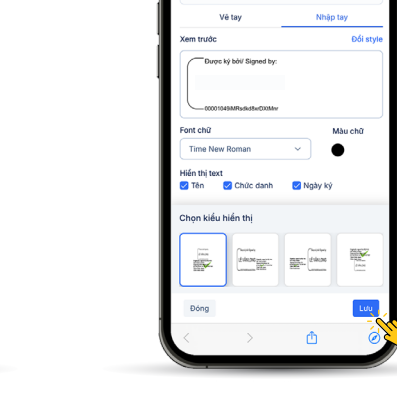 Vẽ tay
Nhập tay
Xem trước
Đổi style
Được ký bởi/ Signed by:
Font chữ
Màu chữ
Time New Roman
Hiển thị text
Tên
Chức danh
Ngày ký
Chọn kiểu hiển thị
Đóng
Lưu